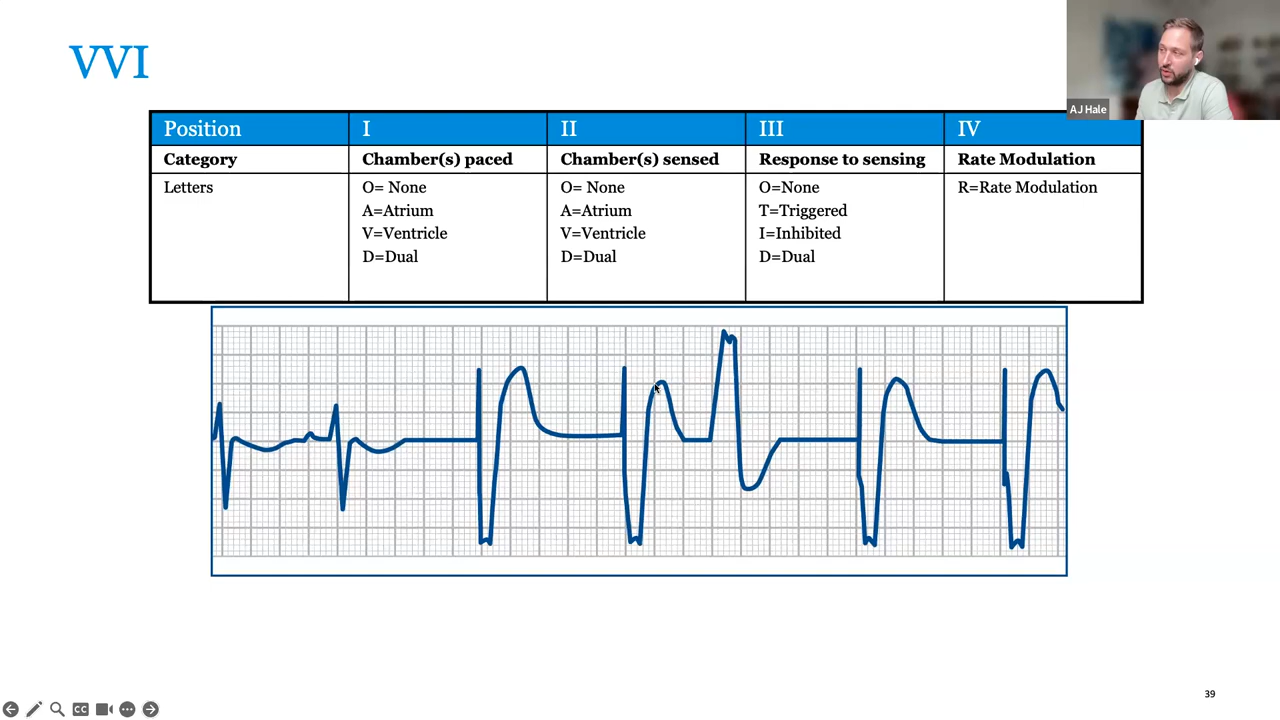 VVI
AJ Hale
Position I II III IV
Category Chamber(s) paced Chamber(s) sensed Response to sensing Rate Modulation
Letters O= None O= None O=None R=Rate Modulation
A=Atrium A=Atrium T=Triggered
V=Ventricle V=Ventricle I=Inhibited
D=Dual D=Dual D=Dual
CC
39